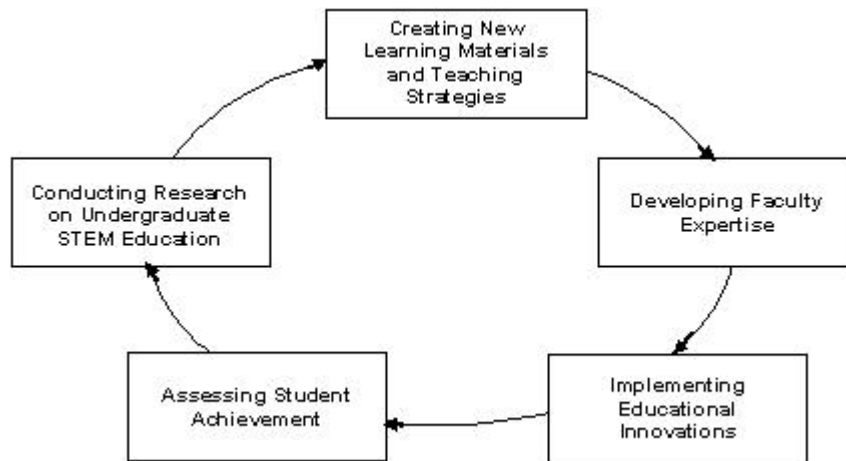 Creating New
Learning Materials
and Teaching
Strategies
Developing Faculty
Expertise
Implementing
Educational
Innovations
Assessing Student
Achievement
Conducting Research
on Undergraduate
STEM Education